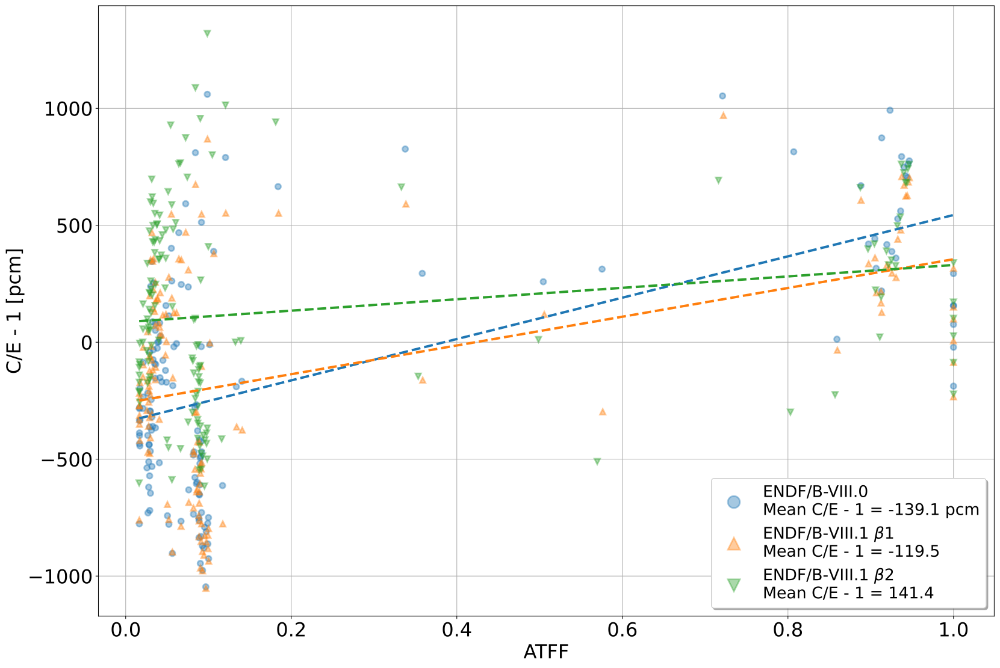 C/E - 1 [pcm]
1000
500
0
−500
−1000
ENDF/B-VIII.0
Mean C/E - 1 = -139.1 pcm
ENDF/B-VIII.1 β1
Mean C/E - 1 = -119.5
ENDF/B-VIII.1 β2
Mean C/E - 1 = 141.4
0.0 0.2 0.4 0.6 0.8 1.0
ATFF